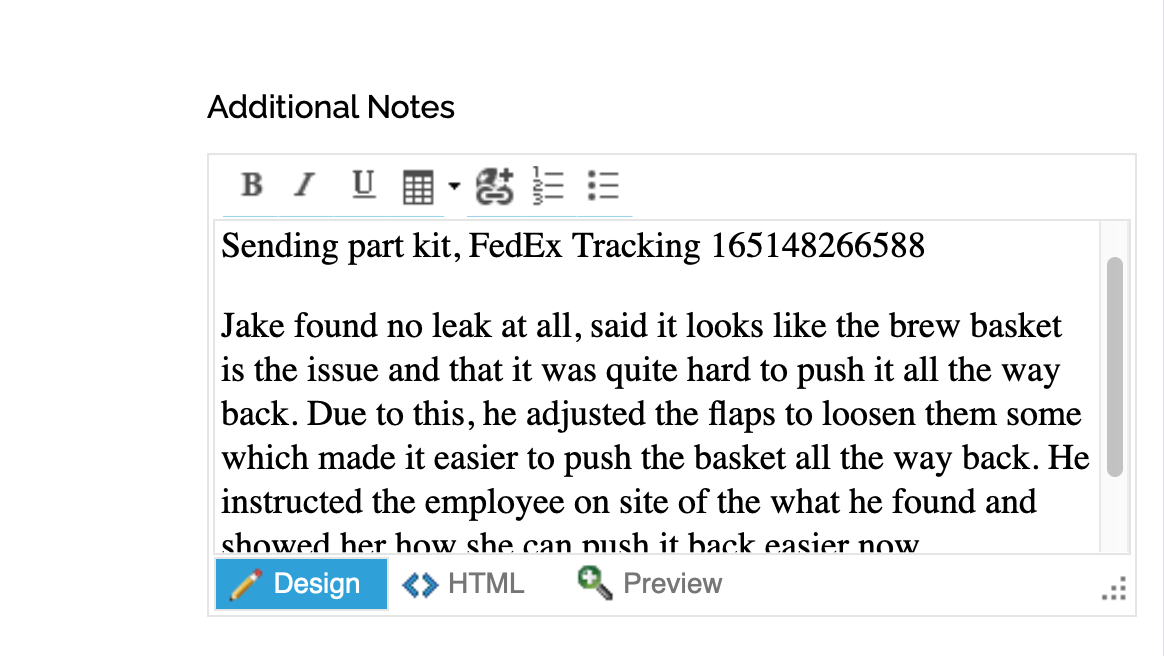 Additional Notes
B I U
Sending part kit, FedEx Tracking 165148266588
Jake found no leak at all, said it looks like the brew basket
is the issue and that it was quite hard to push it all the way
back. Due to this, he adjusted the flaps to loosen them some
which made it easier to push the basket all the way back. He
instructed the employee on site of the what he found and
showed her how she can push it back easier now
Design HTML Preview